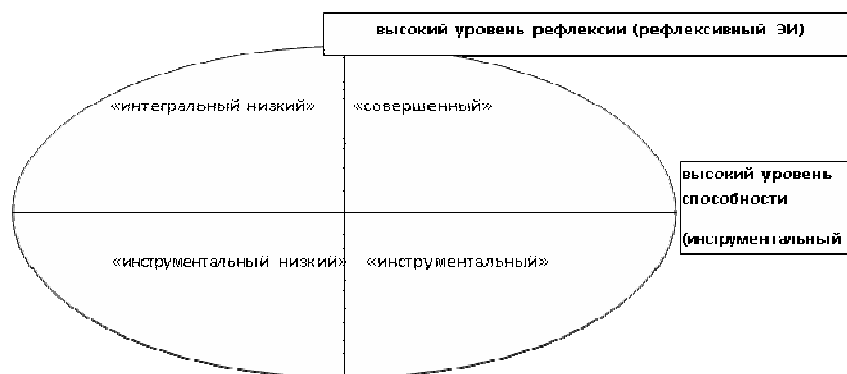 высокий уровень рефлексии (рефлексивный ЭИ)
«интегральный низкий» «совершенный»
высокий уровень
способности
(инструментальный
«инструментальный низкий» «инструментальный»